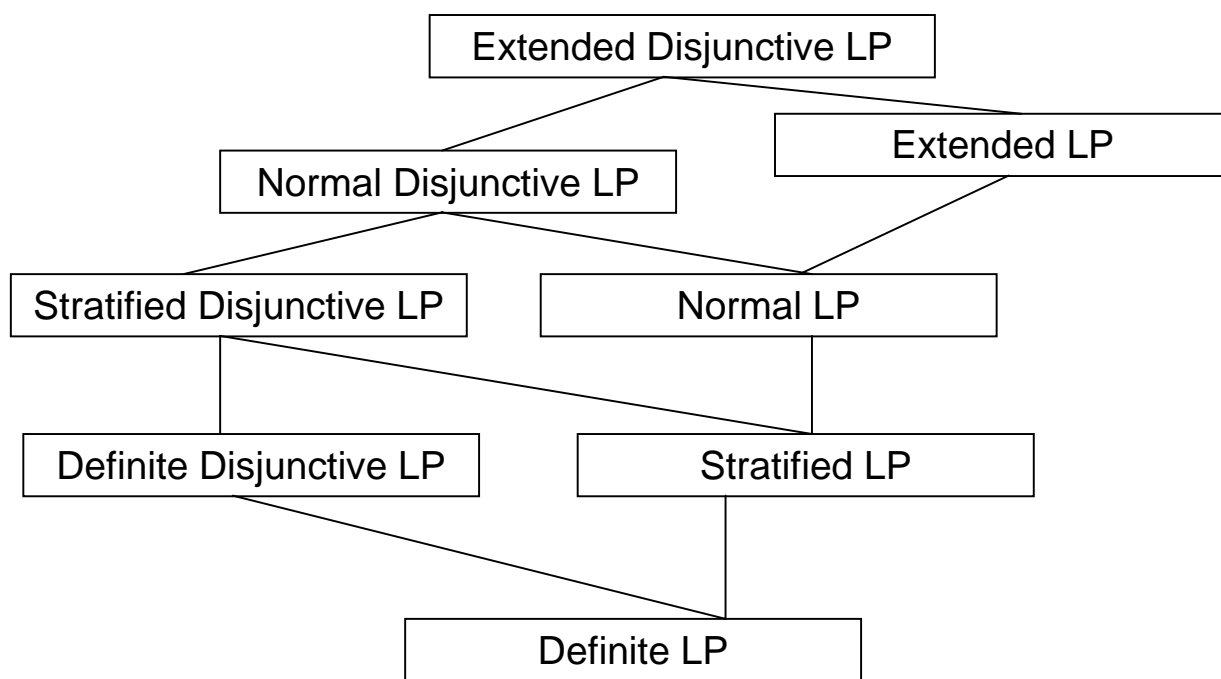 Extended Disjunctive LP
Extended LP
Normal Disjunctive LP
Stratified Disjunctive LP
Normal LP
Definite Disjunctive LP
Stratified LP
Definite LP